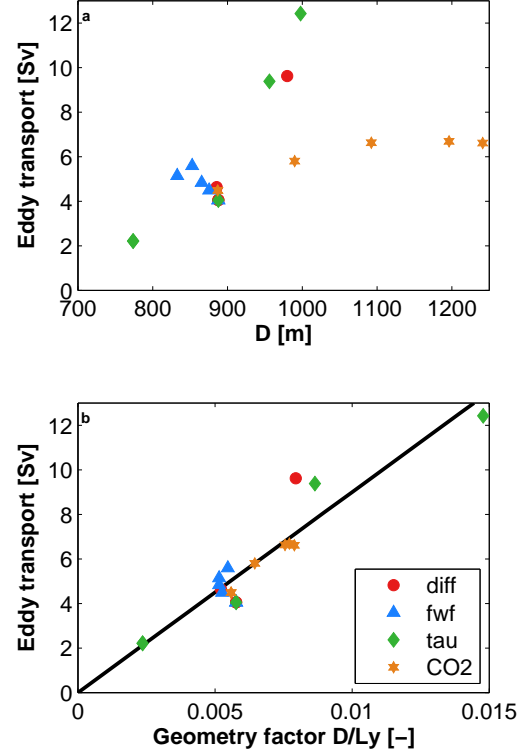 a
12
10
8
6
4
2
0
Eddy transport [Sv]
700 800 900 1000 1100 1200
D [m]
b
12
10
8
6
4
2
0
Eddy transport [Sv]
diff
fwf
tau
CO2
0 0.005 0.01 0.015
Geometry factor D/Ly [−]